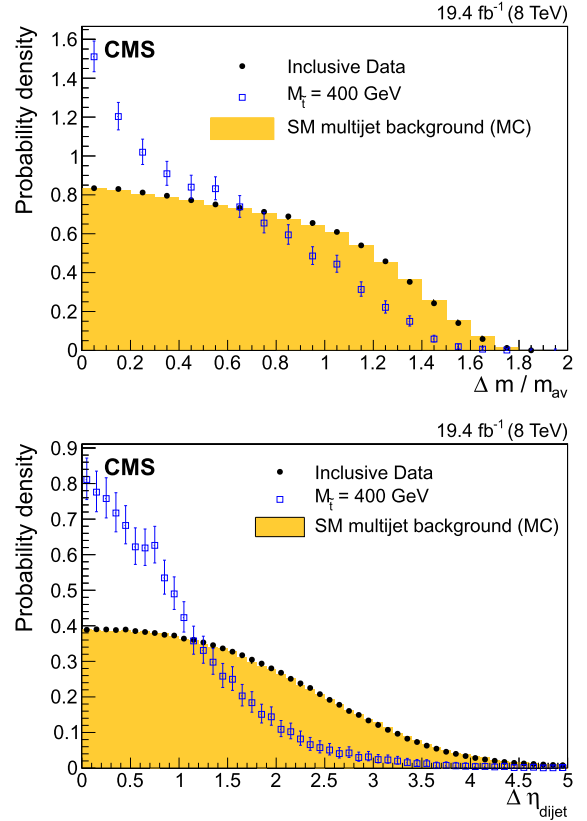 19.4 fb⁻¹ (8 TeV)
CMS
Inclusive Data
M_t̃ = 400 GeV
SM multijet background (MC)
Probability density
1.6
1.4
1.2
1.0
0.8
0.6
0.4
0.2
0
0 0.2 0.4 0.6 0.8 1 1.2 1.4 1.6 1.8 2
Δ m / m_av
19.4 fb⁻¹ (8 TeV)
CMS
Inclusive Data
M_t̃ = 400 GeV
SM multijet background (MC)
Probability density
0.9
0.8
0.7
0.6
0.5
0.4
0.3
0.2
0.1
0
0 0.5 1 1.5 2 2.5 3 3.5 4 4.5 5
Δ η_dijet